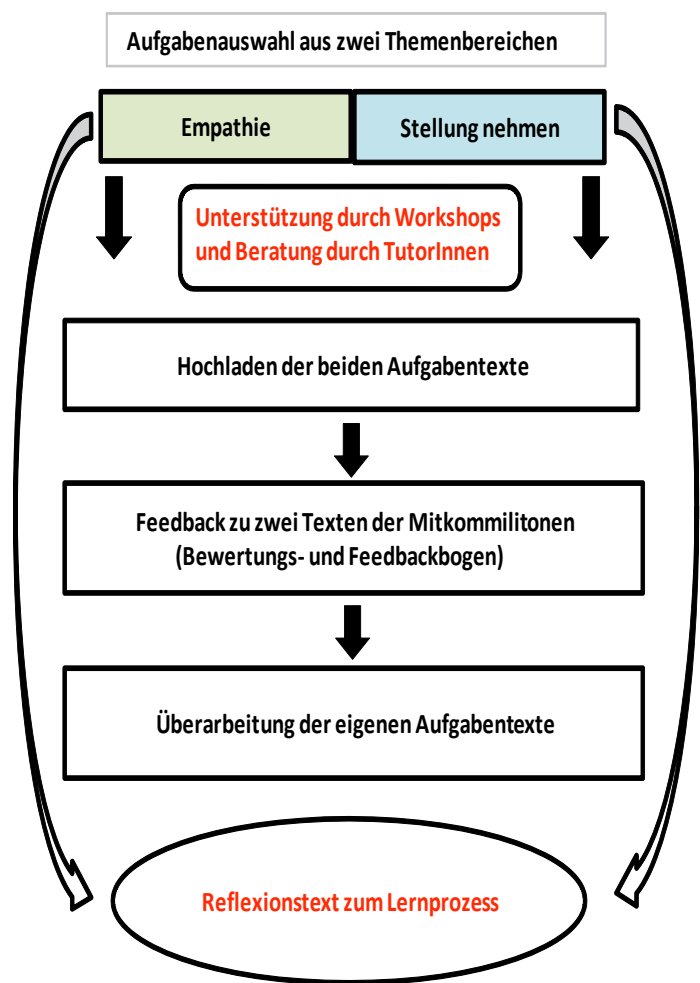 Aufgabenauswahl aus zwei Themenbereichen
Empathie
Stellung nehmen
Unterstützung durch Workshops
und Beratung durch TutorInnen
Hochladen der beiden Aufgabentexte
Feedback zu zwei Texten der Mitkommilitonen
(Bewertungs- und Feedbackbogen)
Überarbeitung der eigenen Aufgabentexte
Reflexionstext zum Lernprozess